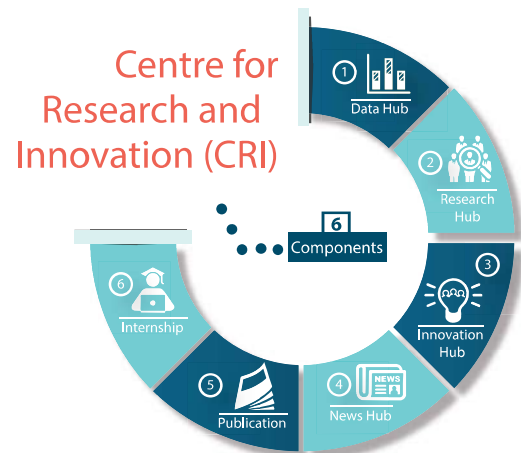 Centre for
Research and
Innovation (CRI)
1
Data Hub
2
Research
Hub
3
Innovation
Hub
4
NEWS
News Hub
5
Publication
6
Internship
6
Components